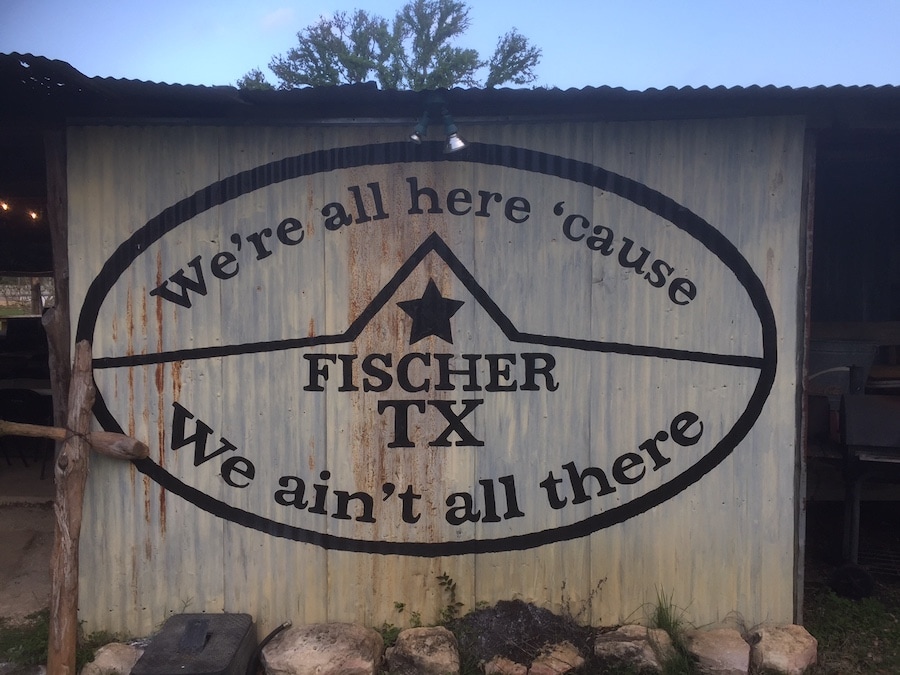 We're all here 'cause
FISCHER
TX
We ain't all there